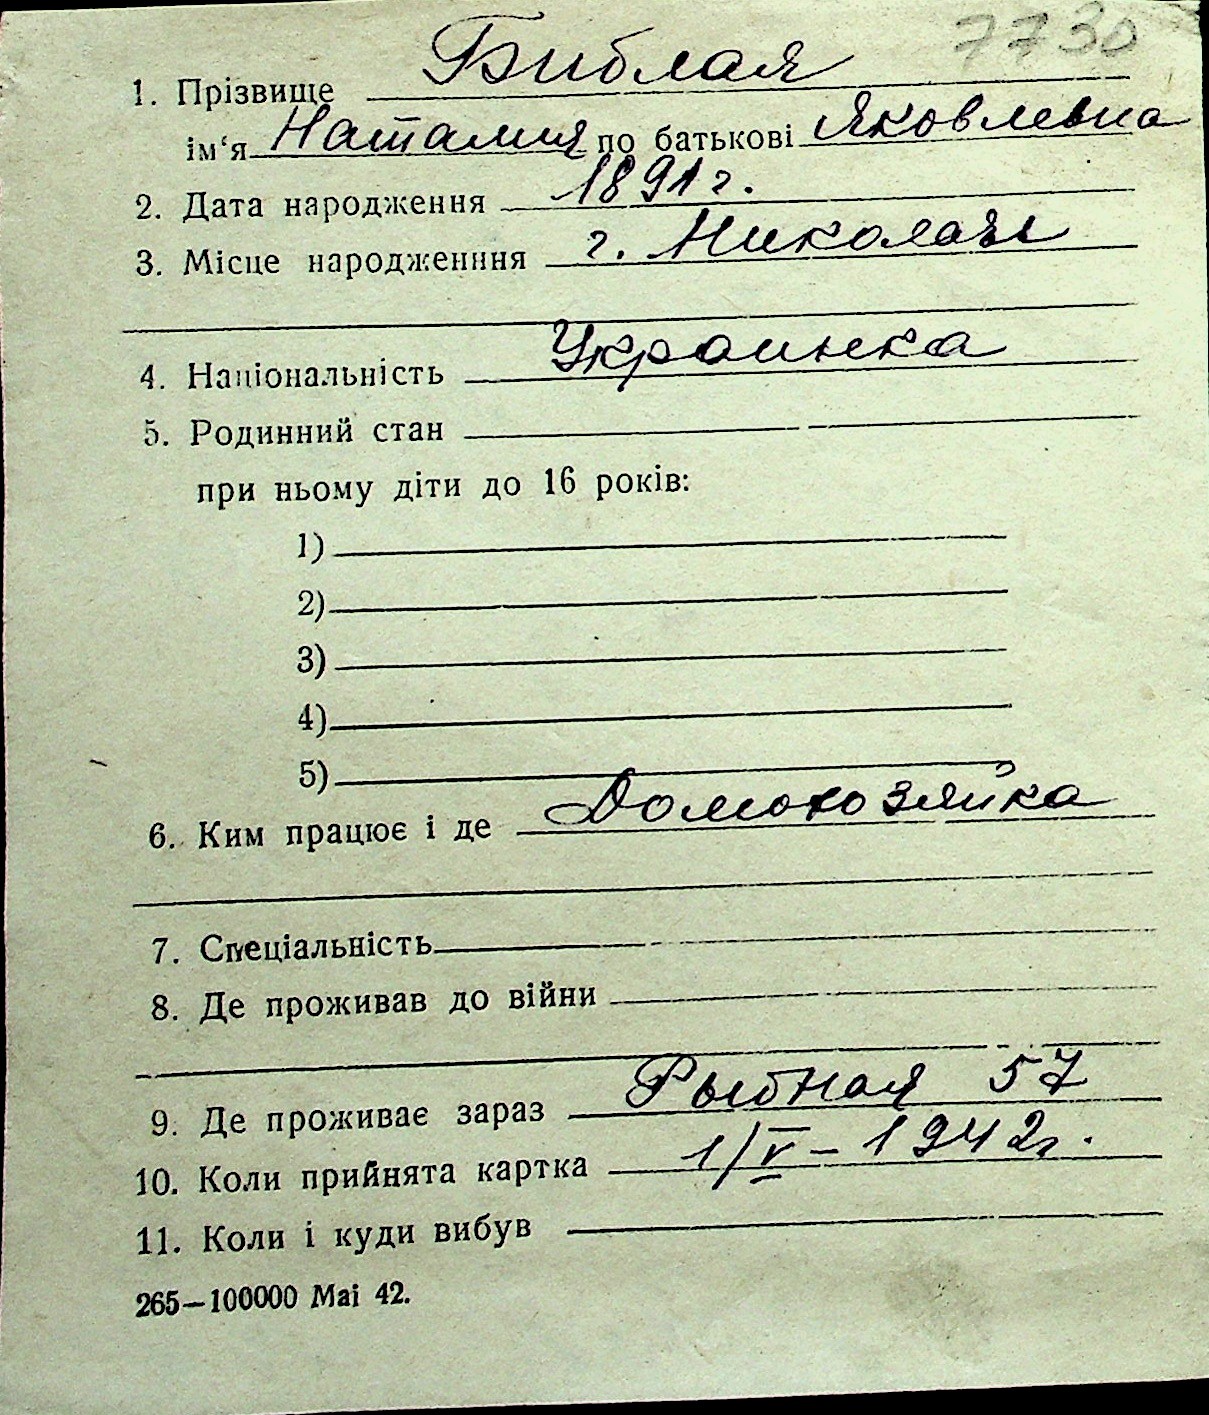 7730
1. Прізвище Библая
ім‘я Наталия по батькові Яковлевна
2. Дата народження 1891 г.
3. Місце народженння г. Николаев
4. Національність Украинка
5. Родинний стан
при ньому діти до 16 років:
1)
2)
3)
4)
5)
6. Ким працює і де Домохозяйка
7. Спеціальність
8. Де проживав до війни
9. Де проживає зараз Рыбная 57
10. Коли прийнята картка 1/V – 1942г.
11. Коли і куди вибув
265—100000 Mai 42.